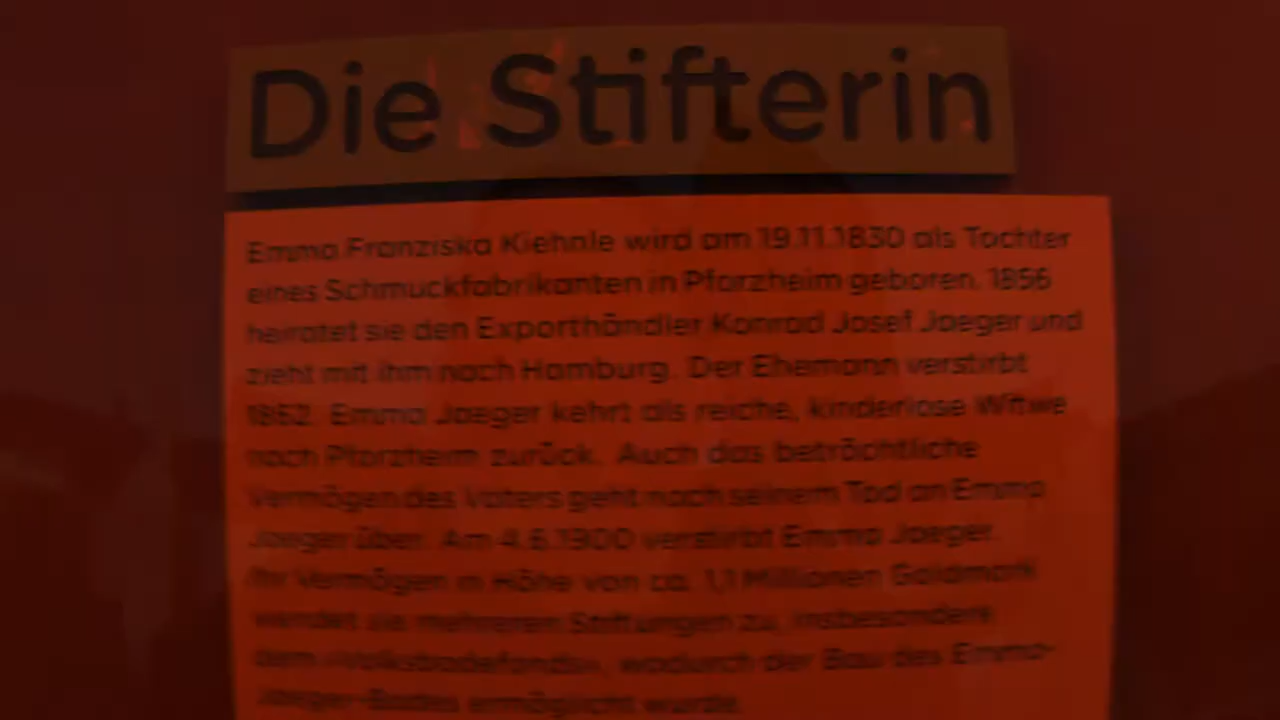 Die Stifterin
Emma Franziska Kiehnle wird am 19.11.1830 als Tochter
eines Schmuckfabrikanten in Pforzheim geboren. 1856
heiratet sie den Exporthändler Konrad Josef Jaeger und
zieht mit ihm nach Hamburg. Der Ehemann verstirbt
1862. Emma Jaeger kehrt als reiche, kinderlose Witwe
nach Pforzheim zurück. Auch das beträchtliche
Vermögen des Vaters geht nach seinem Tod an Emma
Jaeger über. Am 4.6.1900 verstirbt Emma Jaeger.
Ihr Vermögen in Höhe von ca. 1,1 Millionen Goldmark
wendet sie mehreren Stiftungen zu, insbesondere
dem »Volksbadefonds«, wodurch der Bau des Emma-
Jaeger-Bades ermöglicht wurde.